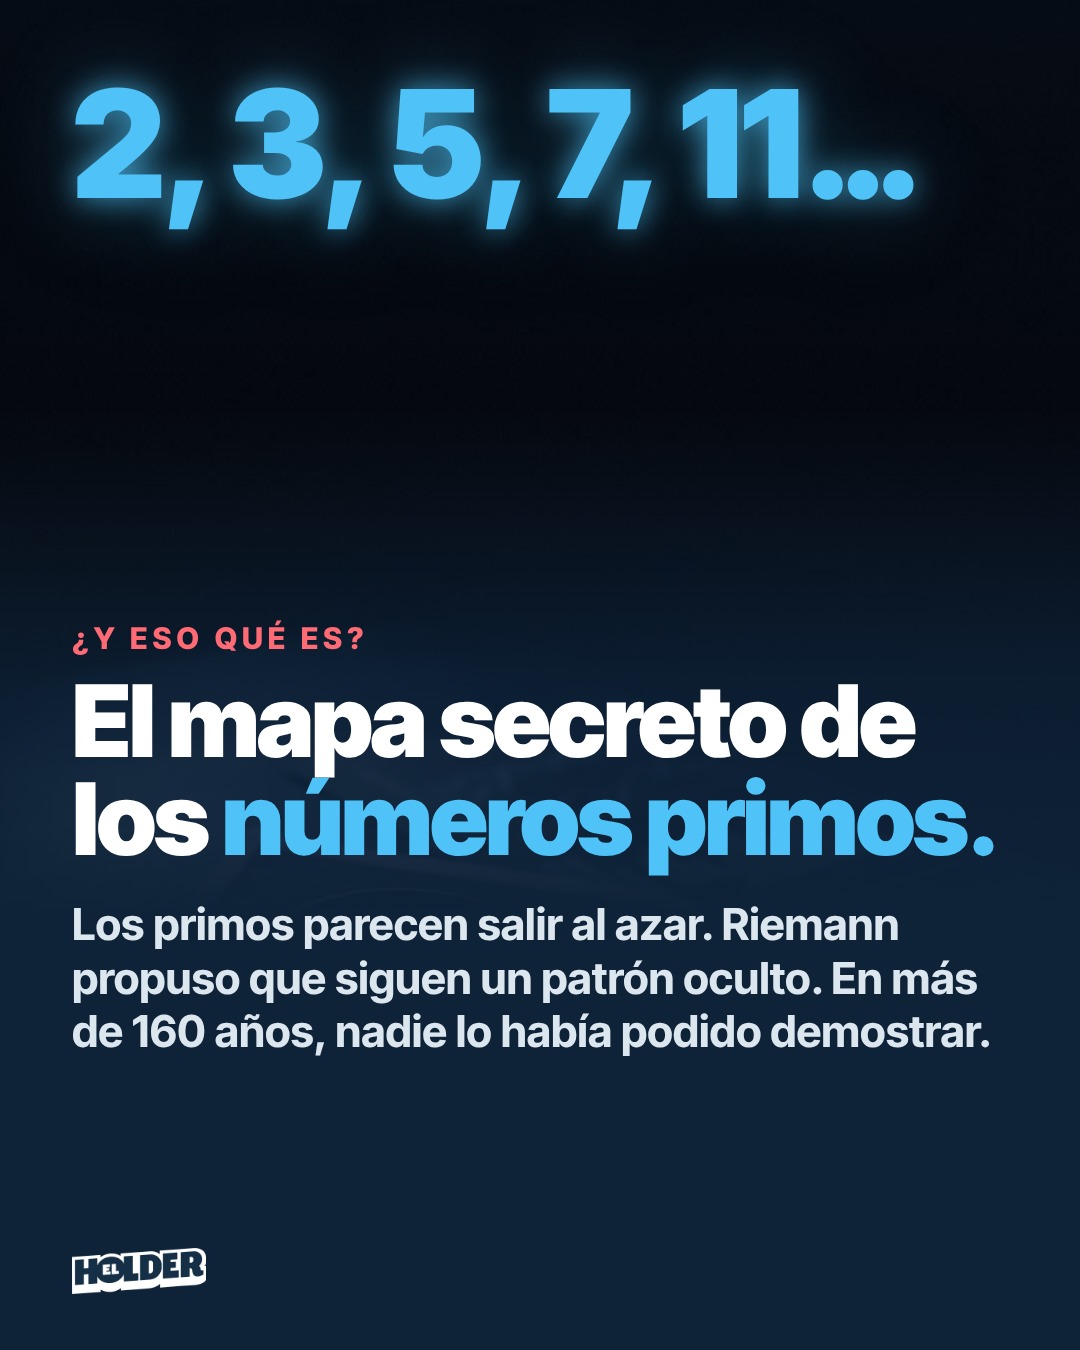 2, 3, 5, 7, 11...
¿Y ESO QUÉ ES?
El mapa secreto de
los números primos.
Los primos parecen salir al azar. Riemann
propuso que siguen un patrón oculto. En más
de 160 años, nadie lo había podido demostrar.
EL HOLDER